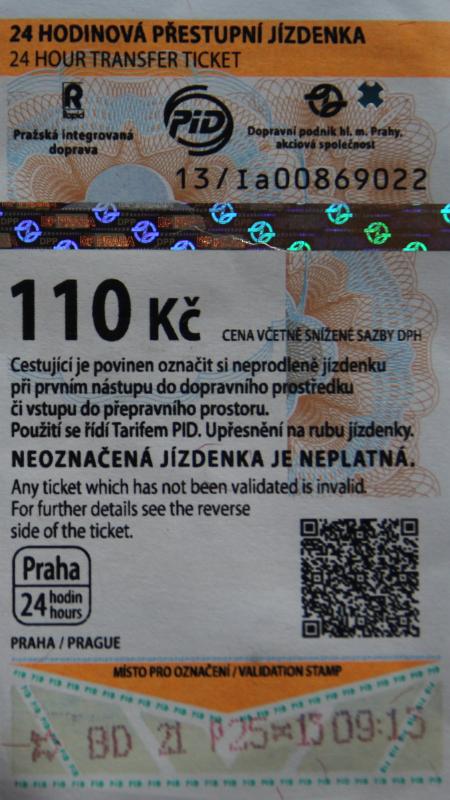 24 HODINOVÁ PŘESTUPNÍ JÍZDENKA
24 HOUR TRANSFER TICKET
R
Ropid
Pražská integrovaná
doprava
PID
Dopravní podnik hl. m. Prahy,
akciová společnost
13/Ia00869022
110 Kč
CENA VČETNĚ SNÍŽENÉ SAZBY DPH
Cestující je povinen označit si neprodleně jízdenku
při prvním nástupu do dopravního prostředku
či vstupu do přepravního prostoru.
Použití se řídí Tarifem PID. Upřesnění na rubu jízdenky.
NEOZNAČENÁ JÍZDENKA JE NEPLATNÁ.
Any ticket which has not been validated is invalid.
For further details see the reverse
side of the ticket.
Praha
24 hodin
hours
PRAHA / PRAGUE
MÍSTO PRO OZNAČENÍ / VALIDATION STAMP
BD 21 P25 13 09:13